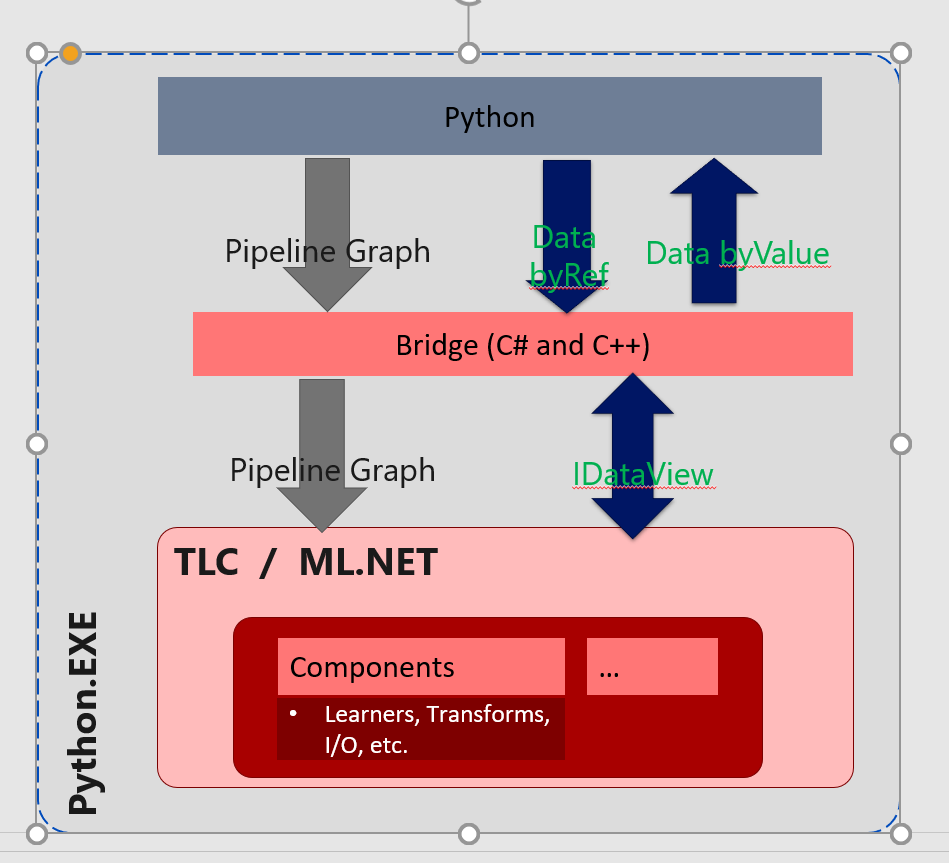 Python
Pipeline Graph
Data
byRef
Data byValue
Bridge (C# and C++)
Pipeline Graph
IDataView
TLC / ML.NET
Components
...
• Learners, Transforms,
I/O, etc.
Python.EXE